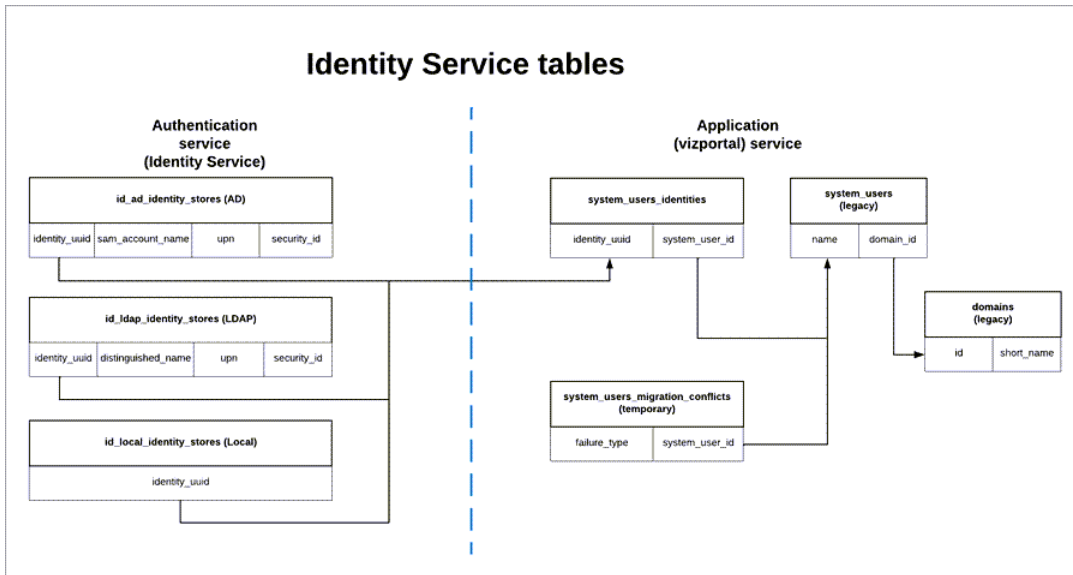 Identity Service tables
Authentication
service
(Identity Service)
Application
(vizportal) service
id_ad_identity_stores (AD)
identity_uuid sam_account_name upn security_id
id_ldap_identity_stores (LDAP)
identity_uuid distinguished_name upn security_id
id_local_identity_stores (Local)
identity_uuid
system_users_identities
identity_uuid system_user_id
system_users
(legacy)
name domain_id
domains
(legacy)
id short_name
system_users_migration_conflicts
(temporary)
failure_type system_user_id